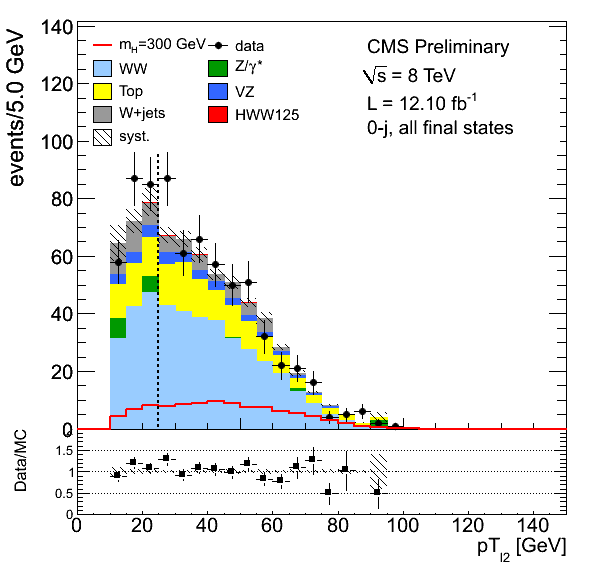 events/5.0 GeV
140
120
100
80
60
40
20
0
m_H=300 GeV
data
WW
Z/γ*
Top
VZ
W+jets
HWW125
syst.
CMS Preliminary
√s = 8 TeV
L = 12.10 fb⁻¹
0-j, all final states
Data/MC
1.5
1
0.5
0
0 20 40 60 80 100 120 140
pT_l2 [GeV]